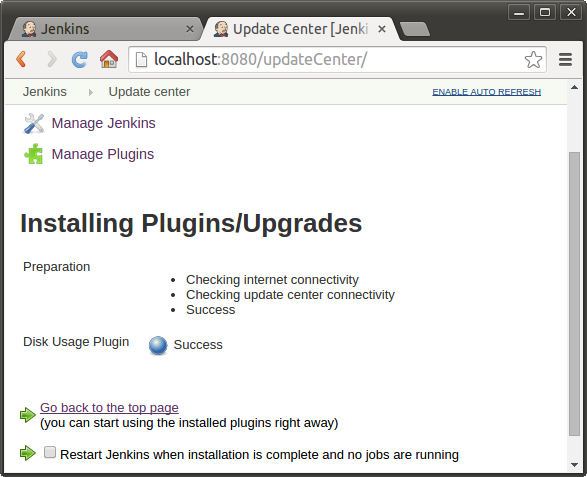 Jenkins
Update Center [Jenki
localhost:8080/updateCenter/
Jenkins Update center ENABLE AUTO REFRESH
Manage Jenkins
Manage Plugins
Installing Plugins/Upgrades
Preparation
Checking internet connectivity
Checking update center connectivity
Success
Disk Usage Plugin Success
Go back to the top page
(you can start using the installed plugins right away)
Restart Jenkins when installation is complete and no jobs are running